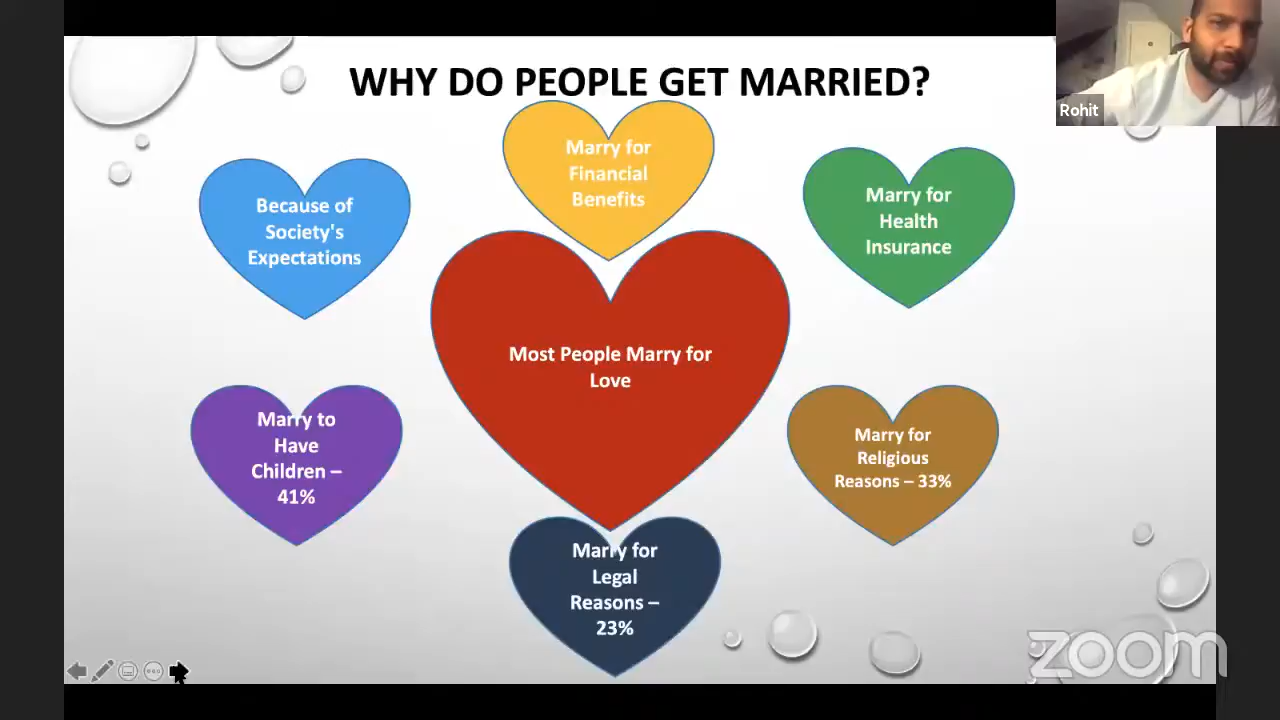 WHY DO PEOPLE GET MARRIED?
Rohit
Marry for
Financial
Benefits
Because of
Society's
Expectations
Marry for
Health
Insurance
Most People Marry for
Love
Marry to
Have
Children –
41%
Marry for
Religious
Reasons – 33%
Marry for
Legal
Reasons –
23%
zoom